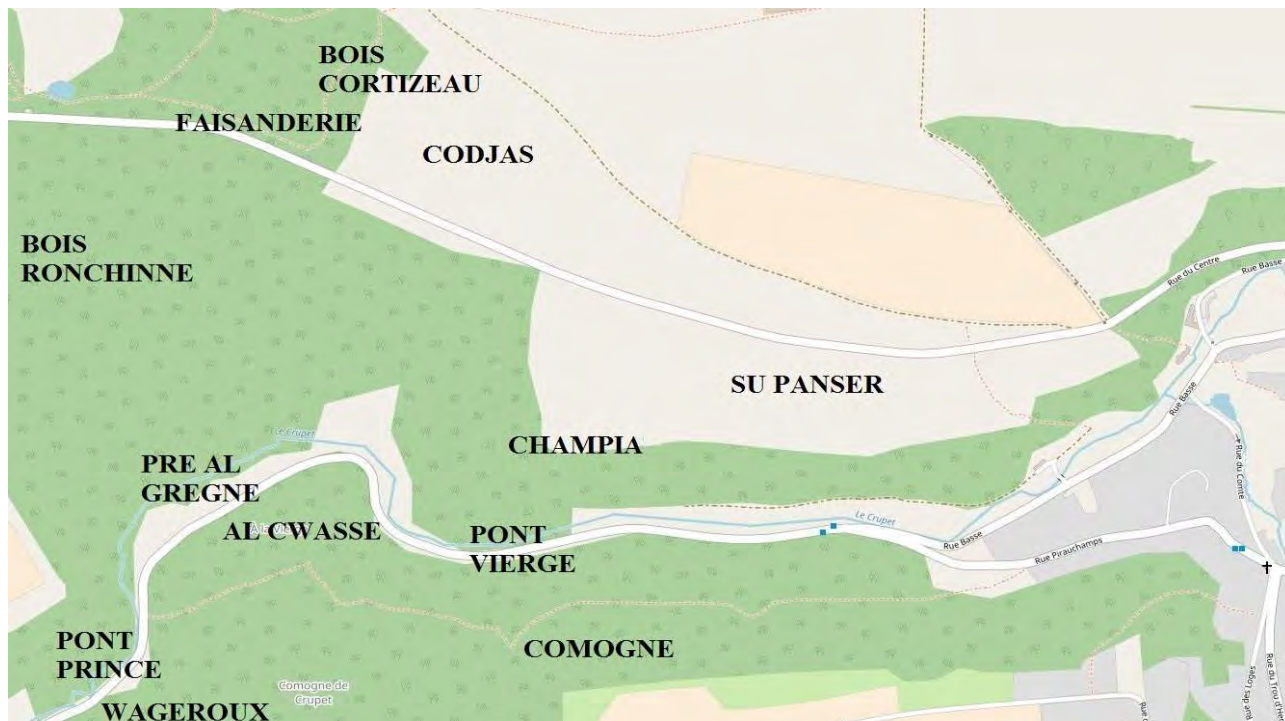 BOIS
CORTIZEAU
FAISANDERIE
CODJAS
BOIS
RONCHINNE
Rue du Centre
Rue Basse
SU PANSER
Rue Basse
Le Crupet
CHAMPIA
PRE AL
GREGNE
Rue du Comte
AL CWASSE
PONT
VIERGE
Le Crupet
Rue Basse
Rue Pirauchamps
PONT
PRINCE
COMOGNE
Comogne de
Crupet
WAGEROUX